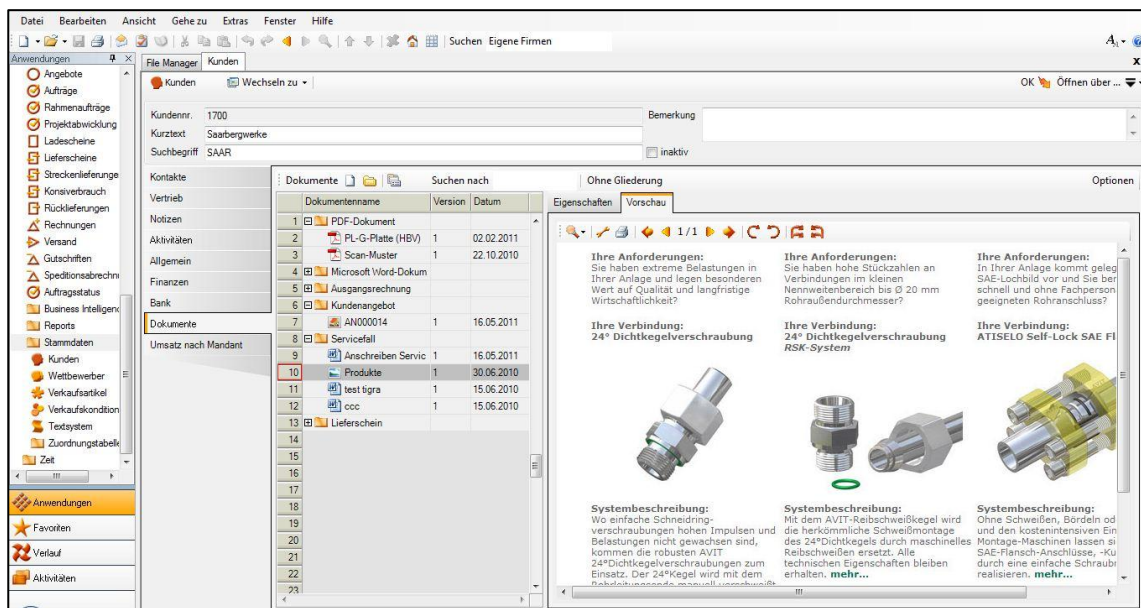 Datei Bearbeiten Ansicht Gehe zu Extras Fenster Hilfe
Suchen Eigene Firmen
Anwendungen
File Manager Kunden
Angebote
Aufträge
Rahmenaufträge
Projektabwicklung
Ladescheine
Lieferscheine
Streckenlieferunge
Konsiverbrauch
Rücklieferungen
Rechnungen
Versand
Gutschriften
Speditionsabrechn
Auftragsstatus
Business Intelligenc
Reports
Stammdaten
Kunden
Wettbewerber
Verkaufsartikel
Verkaufskondition
Textsystem
Zuordnungstabelle
Zeit
Anwendungen
Favoriten
Verlauf
Aktivitäten
Kunden Wechseln zu OK Öffnen über ...
Kundennr. 1700 Bemerkung
Kurztext Saarbergwerke
Suchbegriff SAAR inaktiv
Kontakte
Vertrieb
Notizen
Aktivitäten
Allgemein
Finanzen
Bank
Dokumente
Umsatz nach Mandant
Dokumente Suchen nach Ohne Gliederung Optionen
Dokumentenname Version Datum
1 PDF-Dokument
2 PL-G-Platte (HBV) 1 02.02.2011
3 Scan-Muster 1 22.10.2010
4 Microsoft Word-Dokum
5 Ausgangsrechnung
6 Kundenangebot
7 AN000014 1 16.05.2011
8 Servicefall
9 Anschreiben Servic 1 16.05.2011
10 Produkte 1 30.06.2010
11 test tigra 1 15.06.2010
12 ccc 1 15.06.2010
13 Lieferschein
14
15
16
17
18
19
20
21
22
23
Eigenschaften Vorschau
1/1
Ihre Anforderungen:
Sie haben extreme Belastungen in
Ihrer Anlage und legen besonderen
Wert auf Qualität und langfristige
Wirtschaftlichkeit?
Ihre Verbindung:
24° Dichtkegelverschraubung
Systembeschreibung:
Wo einfache Schneidring-
verschraubungen hohen Impulsen und
Belastungen nicht gewachsen sind,
kommen die robusten AVIT
24°Dichtkegelverschraubungen zum
Einsatz. Der 24°Kegel wird mit dem
Rohrleitungsende manuell verschweißt
Ihre Anforderungen:
Sie haben hohe Stückzahlen an
Verbindungen im kleinen
Nennweitenbereich bis Ø 20 mm
Rohraußendurchmesser?
Ihre Verbindung:
24° Dichtkegelverschraubung
RSK-System
Systembeschreibung:
Mit dem AVIT-Reibschweißkegel wird
die herkömmliche Schweißmontage
des 24°Dichtkegels durch maschinelles
Reibschweißen ersetzt. Alle
technischen Eigenschaften bleiben
erhalten. mehr...
Ihre Anforderungen:
In Ihrer Anlage kommt geleg
SAE-Lochbild vor und Sie ber
schnell und ohne Fachperson
geeigneten Rohranschluss?
Ihre Verbindung:
ATISELO Self-Lock SAE Fl
Systembeschreibung:
Ohne Schweißen, Bördeln od
und den kostenintensiven Ein
Montage-Maschinen lassen si
SAE-Flansch-Anschlüsse, -Ku
durch eine einfache Schraubr
realisieren. mehr...